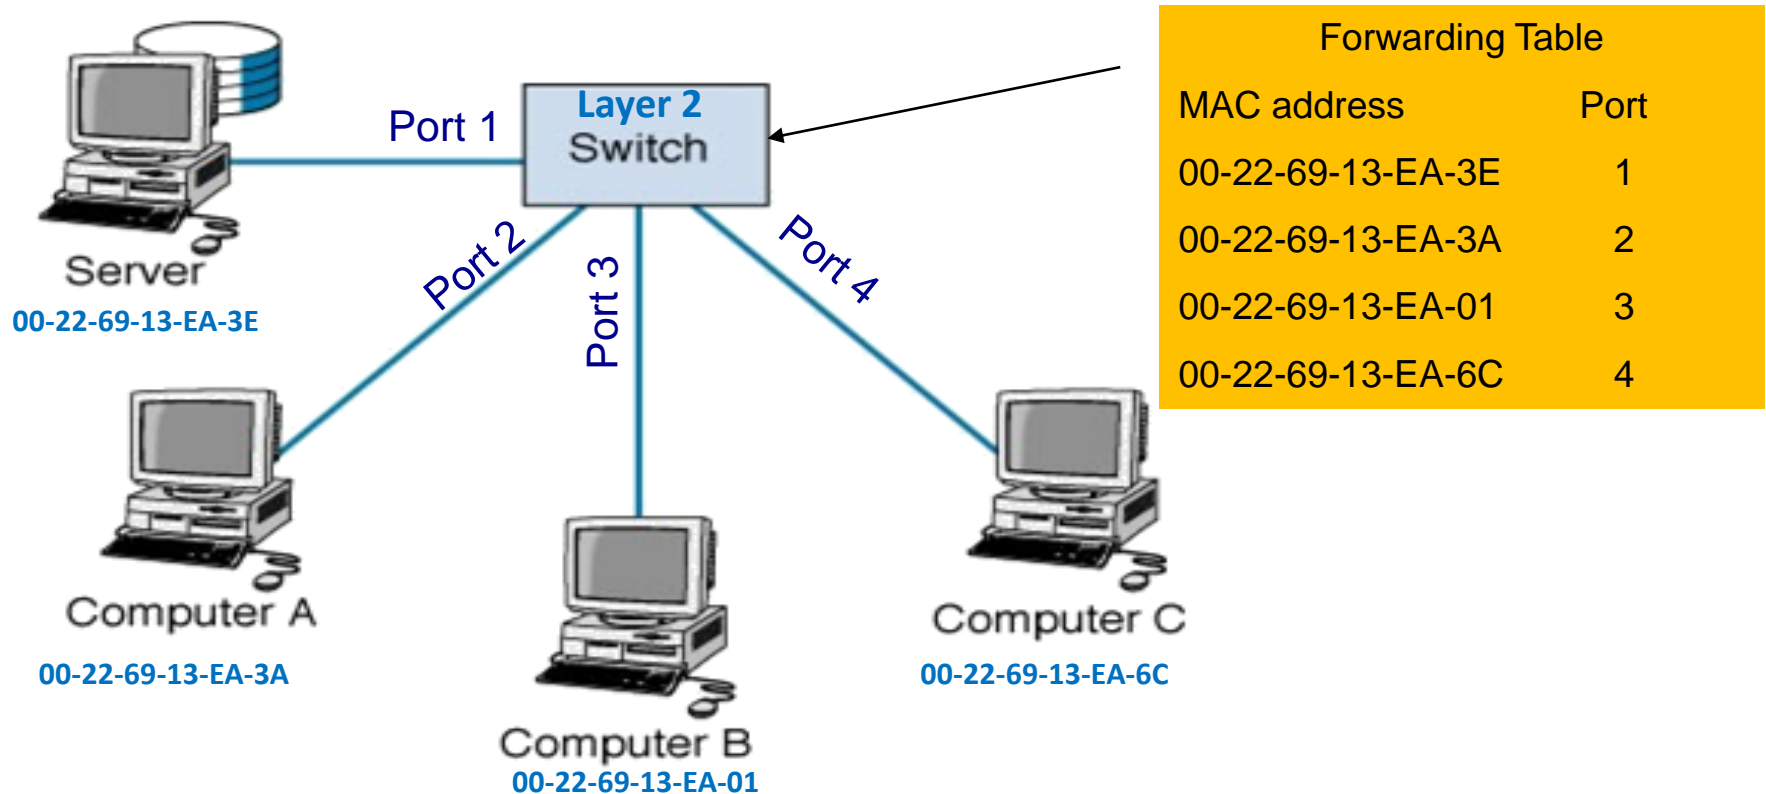 Forwarding Table
MAC address Port
00-22-69-13-EA-3E 1
00-22-69-13-EA-3A 2
00-22-69-13-EA-01 3
00-22-69-13-EA-6C 4
Layer 2
Switch
Port 1
Port 2
Port 3
Port 4
Server
00-22-69-13-EA-3E
Computer A
00-22-69-13-EA-3A
Computer B
00-22-69-13-EA-01
Computer C
00-22-69-13-EA-6C